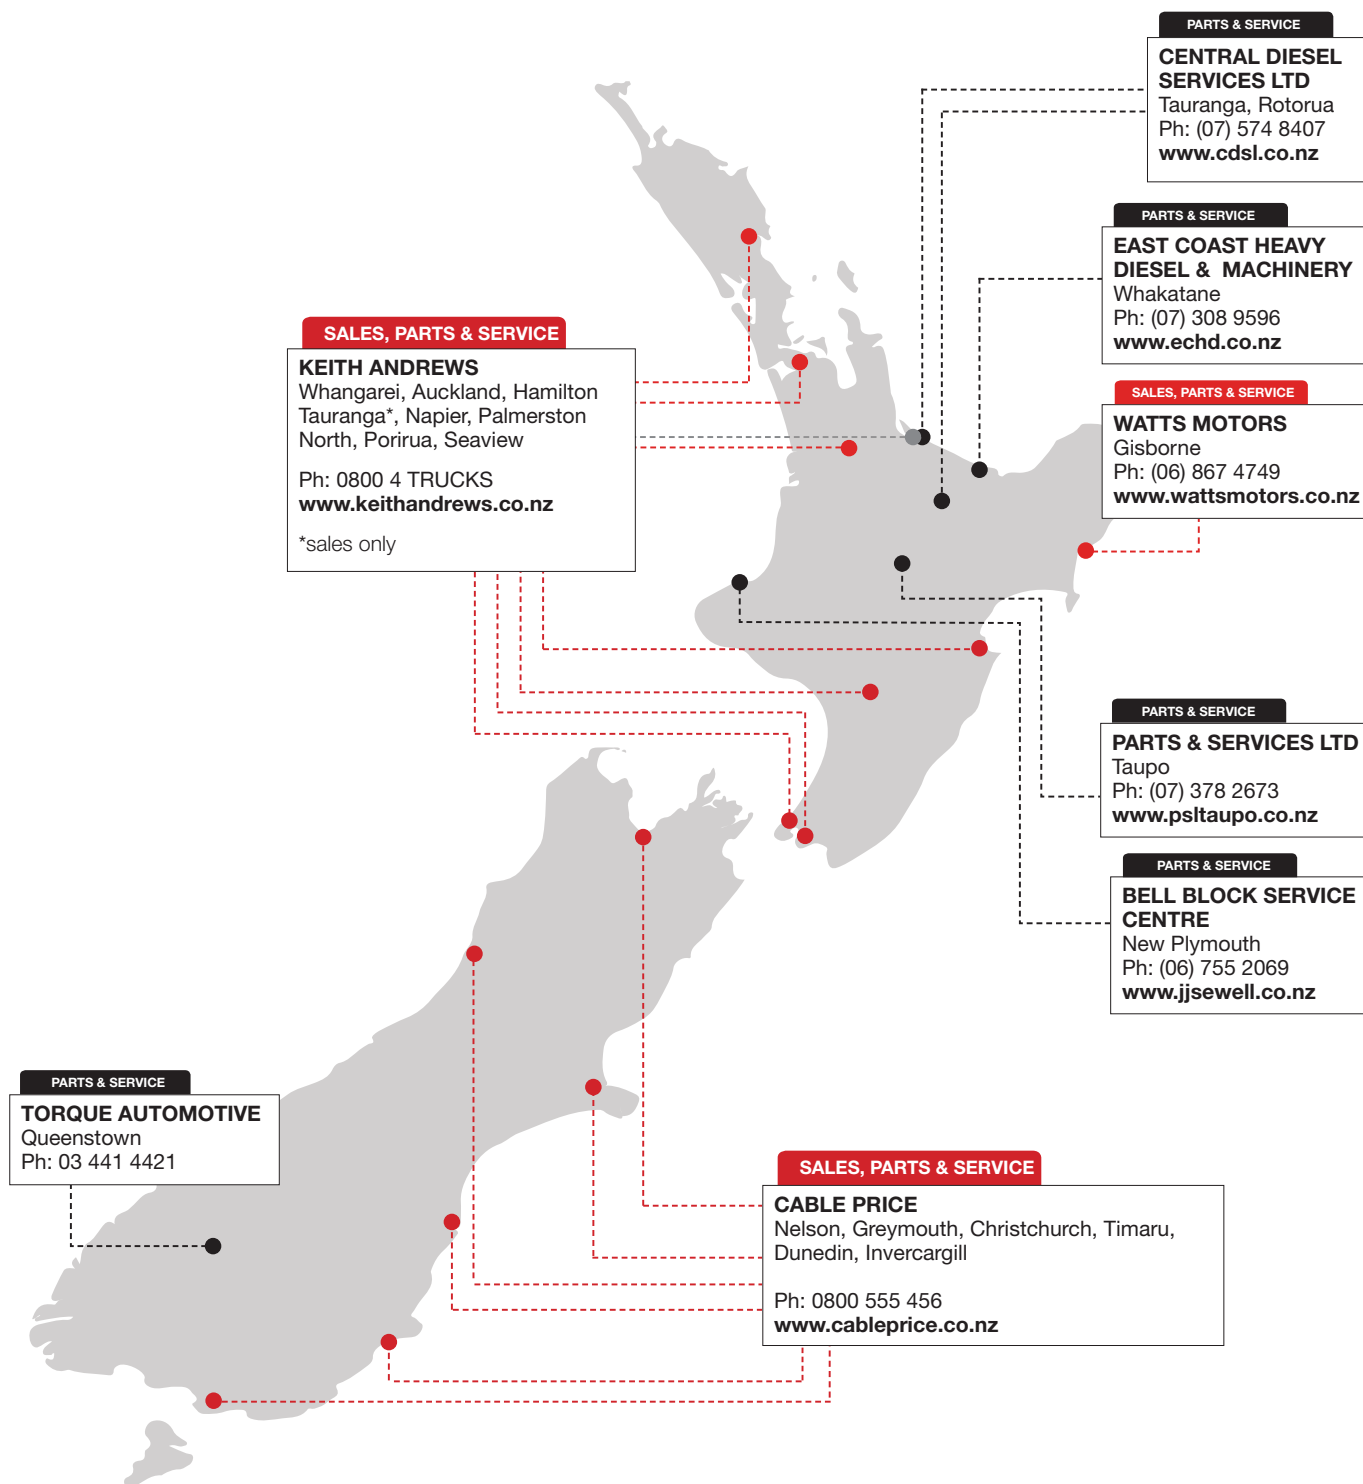 PARTS & SERVICE
CENTRAL DIESEL
SERVICES LTD
Tauranga, Rotorua
Ph: (07) 574 8407
www.cdsl.co.nz
PARTS & SERVICE
EAST COAST HEAVY
DIESEL & MACHINERY
Whakatane
Ph: (07) 308 9596
www.echd.co.nz
SALES, PARTS & SERVICE
KEITH ANDREWS
Whangarei, Auckland, Hamilton
Tauranga*, Napier, Palmerston
North, Porirua, Seaview
Ph: 0800 4 TRUCKS
www.keithandrews.co.nz
*sales only
SALES, PARTS & SERVICE
WATTS MOTORS
Gisborne
Ph: (06) 867 4749
www.wattsmotors.co.nz
PARTS & SERVICE
PARTS & SERVICES LTD
Taupo
Ph: (07) 378 2673
www.psltaupo.co.nz
PARTS & SERVICE
BELL BLOCK SERVICE
CENTRE
New Plymouth
Ph: (06) 755 2069
www.jjsewell.co.nz
PARTS & SERVICE
TORQUE AUTOMOTIVE
Queenstown
Ph: 03 441 4421
SALES, PARTS & SERVICE
CABLE PRICE
Nelson, Greymouth, Christchurch, Timaru,
Dunedin, Invercargill
Ph: 0800 555 456
www.cableprice.co.nz